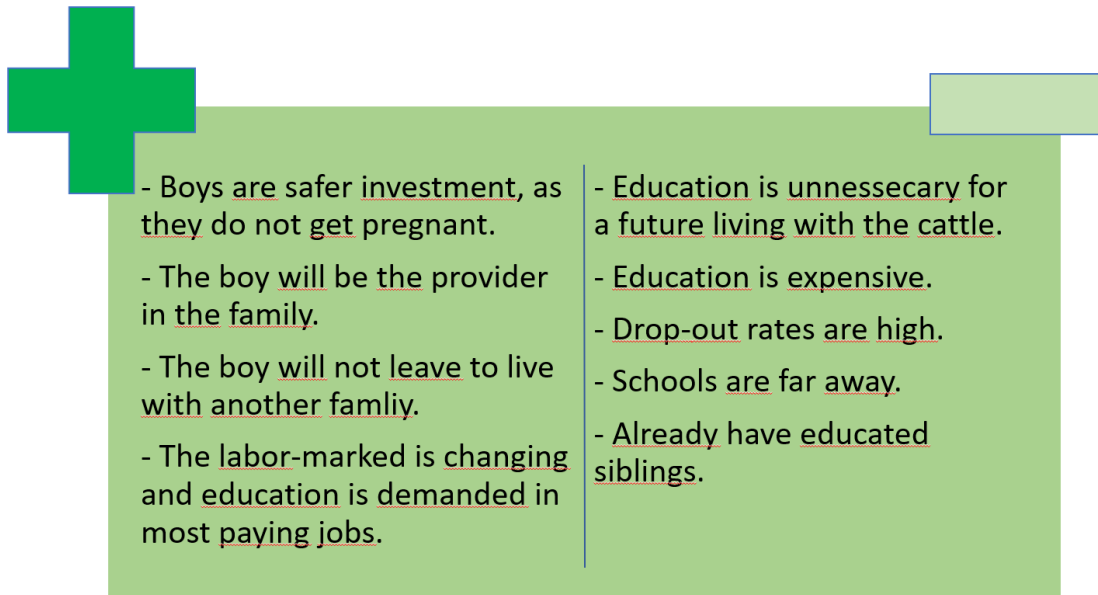 - Boys are safer investment, as
they do not get pregnant.
- The boy will be the provider
in the family.
- The boy will not leave to live
with another famliy.
- The labor-marked is changing
and education is demanded in
most paying jobs.
- Education is unnessecary for
a future living with the cattle.
- Education is expensive.
- Drop-out rates are high.
- Schools are far away.
- Already have educated
siblings.